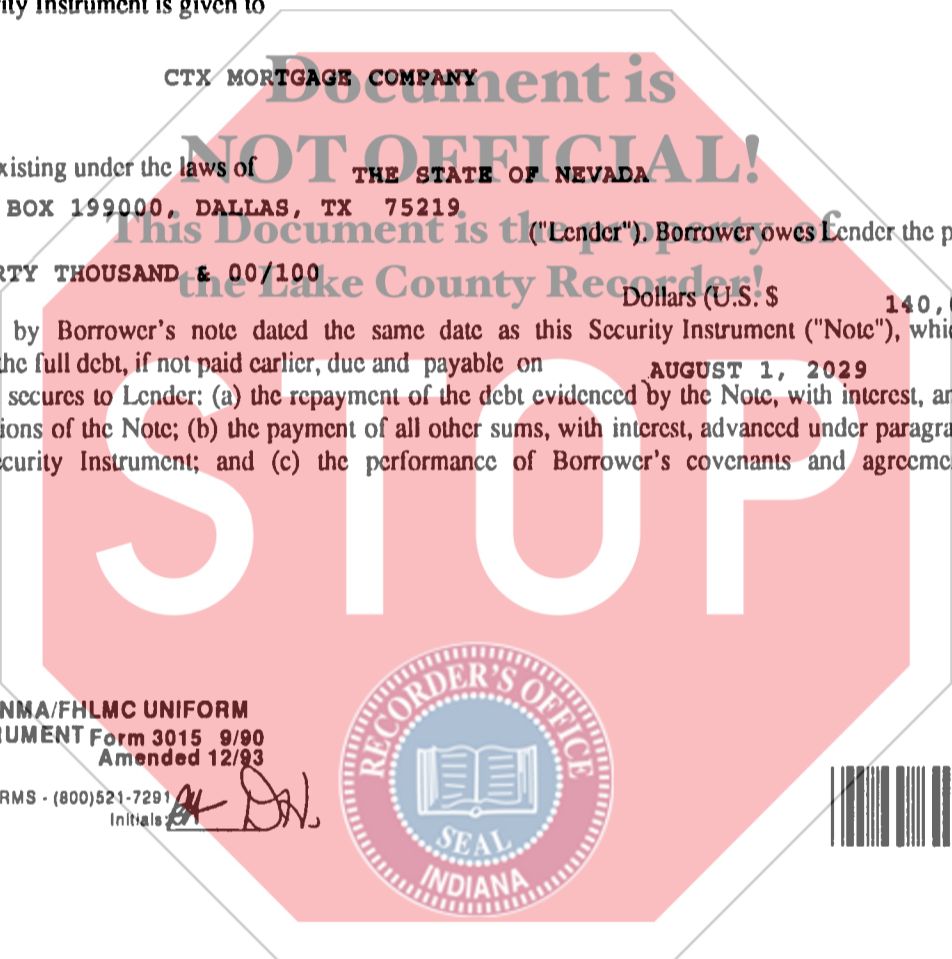 ity Instrument is given to
CTX MORTGAGE COMPANY
Document is
NOT OFFICIAL!
xisting under the laws of THE STATE OF NEVADA
BOX 199000, DALLAS, TX 75219
This Document is the property of
("Lender"). Borrower owes Lender the p
RTY THOUSAND & 00/100
the Lake County Recorder!
Dollars (U.S. $ 140,
by Borrower's note dated the same date as this Security Instrument ("Note"), whic
he full debt, if not paid earlier, due and payable on AUGUST 1, 2029
secures to Lender: (a) the repayment of the debt evidenced by the Note, with interest, an
ions of the Note; (b) the payment of all other sums, with interest, advanced under paragra
curity Instrument; and (c) the performance of Borrower's covenants and agreeme
STOP
NMA/FHLMC UNIFORM
UMENT Form 3015 9/90
Amended 12/93
RMS - (800)521-7291
Initials:
RECORDER'S OFFICE
SEAL
INDIANA